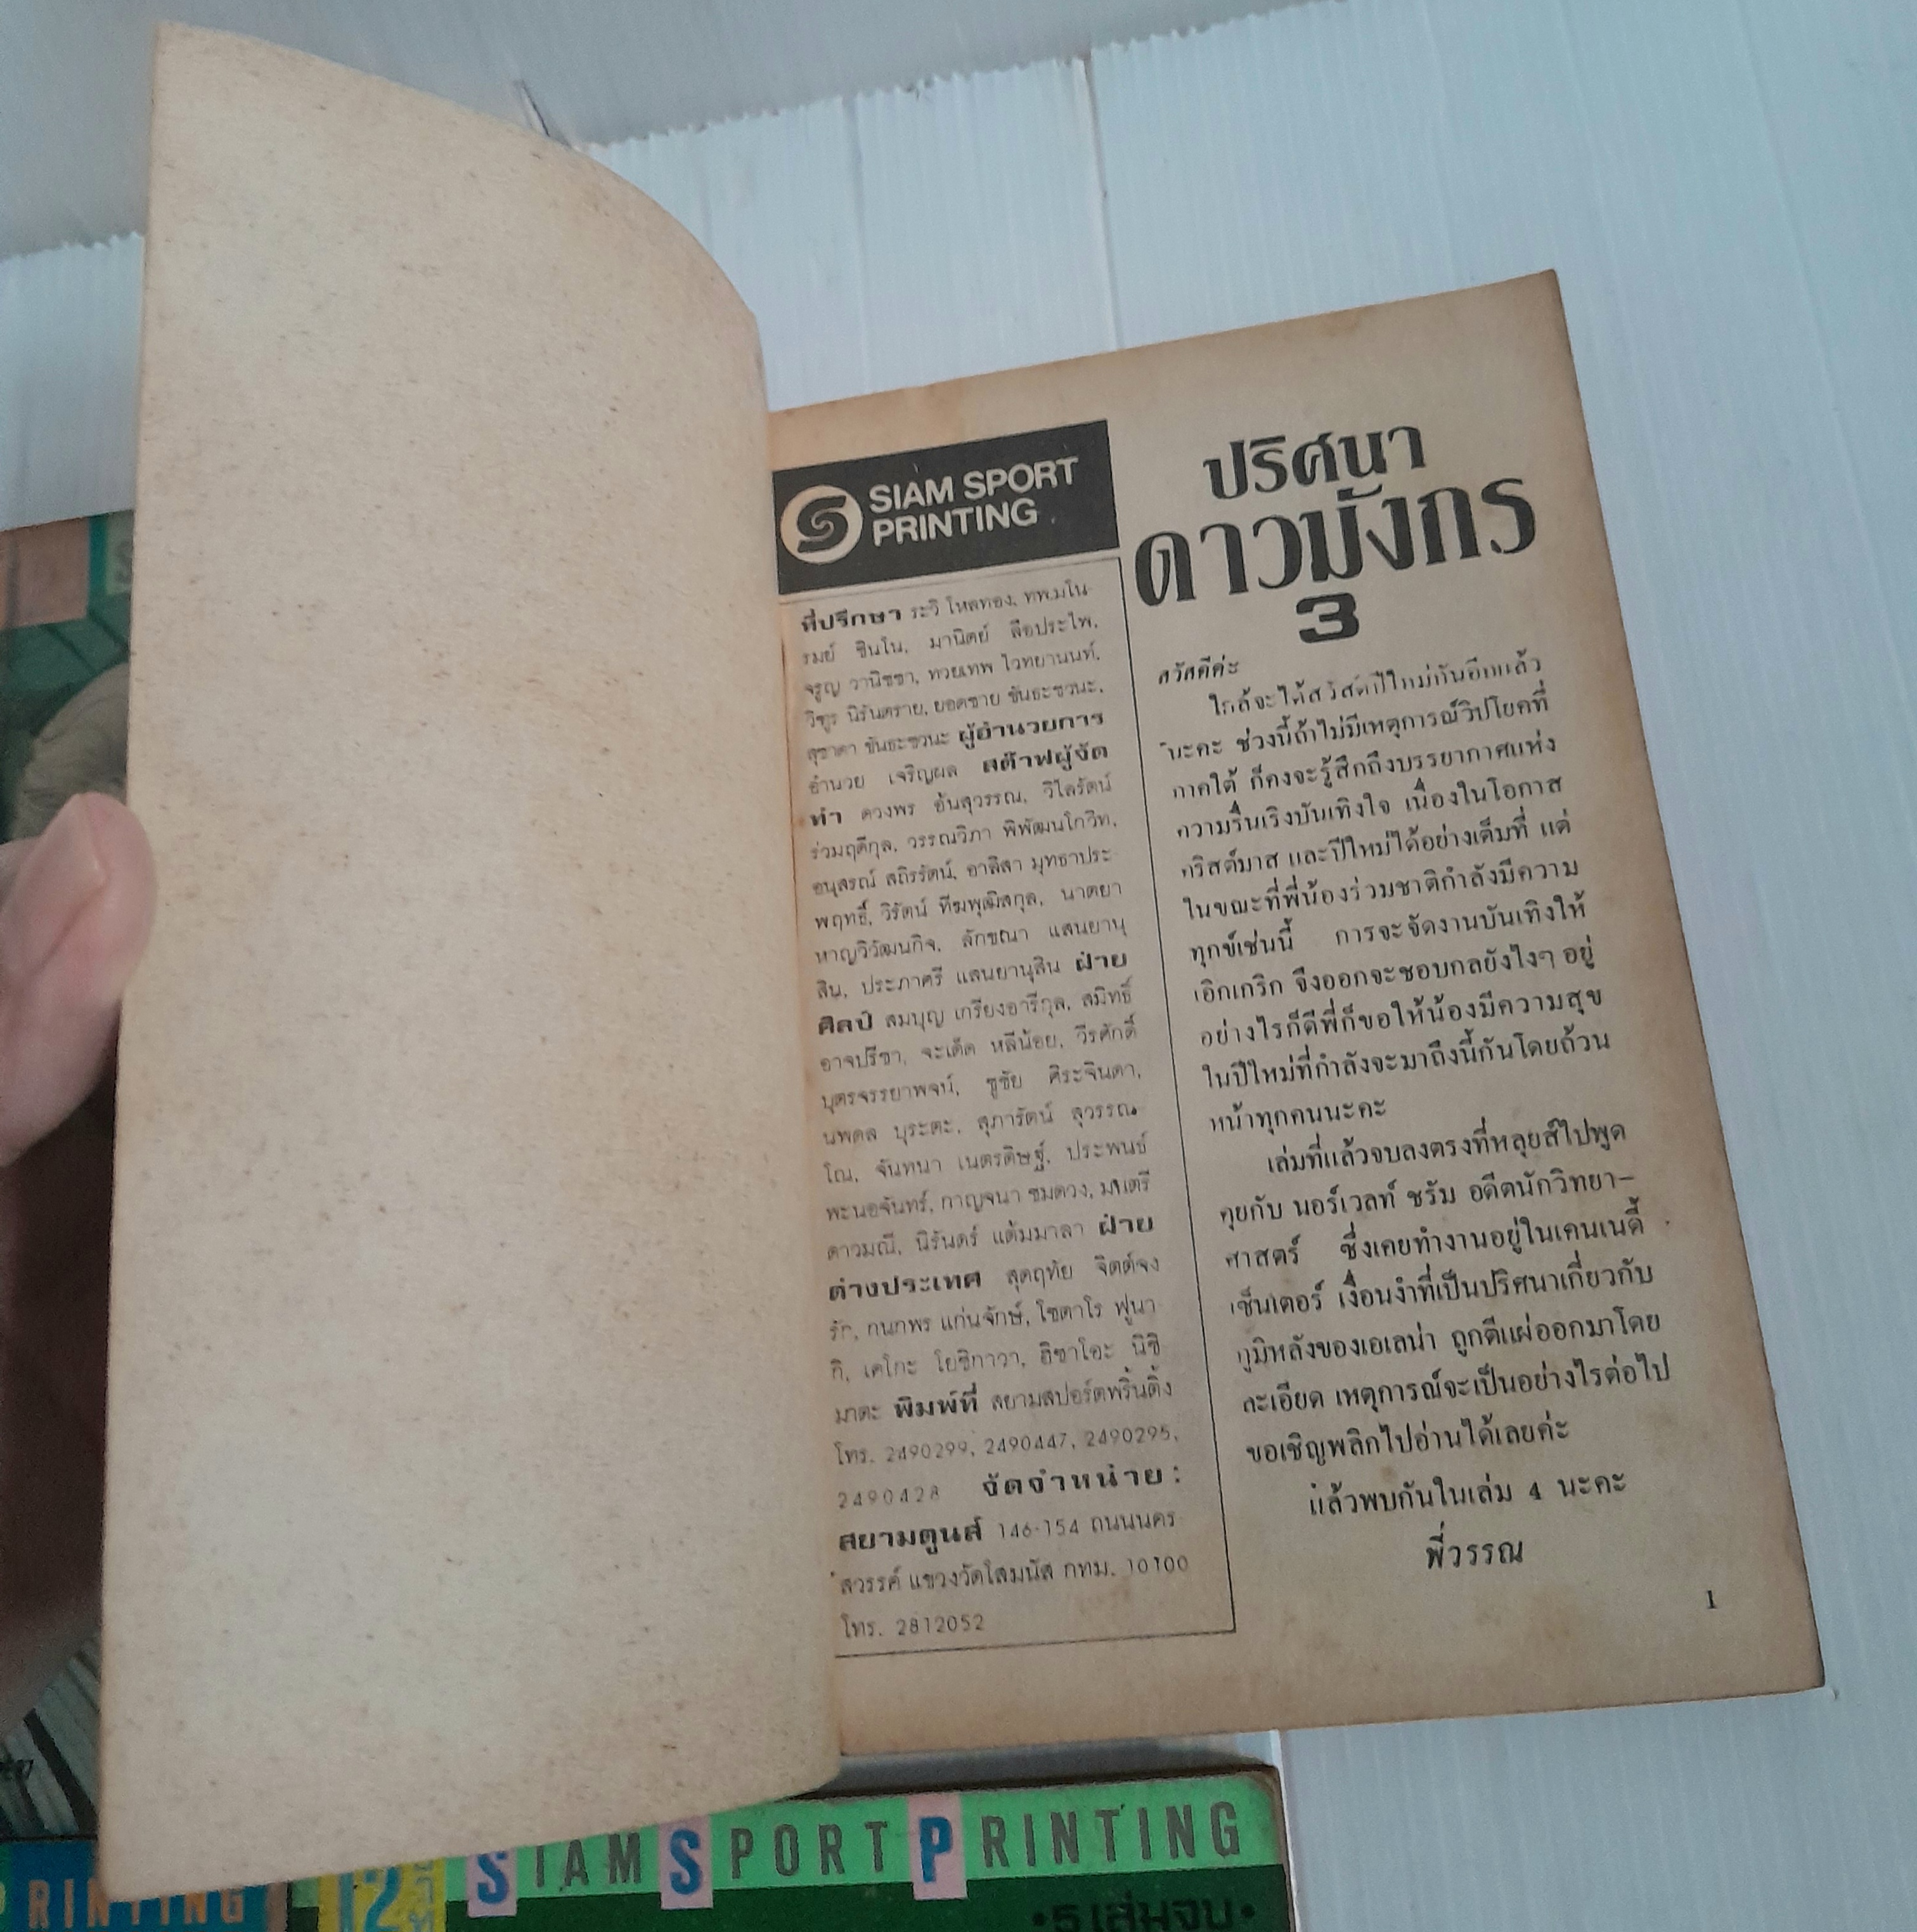 SIAM SPORT
PRINTING
ที่ปรึกษา ระวิ โหลทอง, ทพ.มโน-
รมย์ ชินโน, มานิตย์ ลือประไพ,
จรูญ วานิชชา, ทวยเทพ ไวทยานนท์,
วิฑูร นิรันตราย, ยอดชาย ขันธะชวนะ,
สุชาดา ขันธะชวนะ ผู้อำนวยการ
อำนวย เจริญผล สต๊าฟผู้จัด
ทำ ดวงพร อ้นสุวรรณ, วิไลรัตน์
ร่วมฤดีกุล, วรรณวิภา พิพัฒนโกวิท,
อนุสรณ์ สถิรรัตน์, อาลิสา มุทธาประ-
พฤทธิ์, วิรัตน์ ทีฆพุฒิสกุล, นาตยา
หาญวิวัฒนกิจ, ลักขณา แสนยานุ
สิน, ประภาศรี แสนยานุสิน ฝ่าย
ศิลป์ สมบุญ เกรียงอารีกุล, สมิทธิ์
อาจปรีชา, จะเด็ด หลีน้อย, วีรศักดิ์
บุตรจรรยาพจน์, ชูชัย ศิระจินดา,
นพดล บุระตะ, สุภารัตน์ สุวรรณ
โณ, จันทนา เนตรดิษฐ์, ประพนธ์
พะนอจันทร์, กาญจนา ชมดวง, มาเตรี
ดาวมณี, นิรันดร์ แต้มมาลา ฝ่าย
ต่างประเทศ สุดฤทัย จิตต์จง
รัก, กนกพร แก่นจักษ์, โชตาโร ฟูนา
กิ, เคโกะ โยชิกาวา, ฮิซาโอะ นิชิ
มาตะ พิมพ์ที่ สยามสปอร์ตพริ้นติ้ง
โทร. 2490299, 2490447, 2490295,
2490428 จัดจำหน่าย :
สยามตูนส์ 146-154 ถนนนคร
สวรรค์ แขวงวัดโสมนัส กทม. 10100
โทร. 2812052
ปริศนา
ดาวมังกร
3
สวัสดีค่ะ
ใกล้จะได้สวัสดีปีใหม่กันอีกแล้ว
นะคะ ช่วงนี้ถ้าไม่มีเหตุการณ์วิปโยคที่
ภาคใต้ ก็คงจะรู้สึกถึงบรรยากาศแห่ง
ความรื่นเริงบันเทิงใจ เนื่องในโอกาส
คริสต์มาส และปีใหม่ได้อย่างเต็มที่ แต่
ในขณะที่พี่น้องร่วมชาติกำลังมีความ
ทุกข์เช่นนี้ การจะจัดงานบันเทิงให้
เอิกเกริก จึงออกจะชอบกลยังไงๆ อยู่
อย่างไรก็ดีพี่ก็ขอให้น้องมีความสุข
ในปีใหม่ที่กำลังจะมาถึงนี้กันโดยถ้วน
หน้าทุกคนนะคะ
เล่มที่แล้วจบลงตรงที่หลุยส์ไปพูด
คุยกับ นอร์เวลท์ ชรัม อดีตนักวิทยา–
ศาสตร์ ซึ่งเคยทำงานอยู่ในเคนเนดี้
เซ็นเตอร์ เงื่อนงำที่เป็นปริศนาเกี่ยวกับ
ภูมิหลังของเอเลน่า ถูกตีแผ่ออกมาโดย
ละเอียด เหตุการณ์จะเป็นอย่างไรต่อไป
ขอเชิญพลิกไปอ่านได้เลยค่ะ
แล้วพบกันในเล่ม 4 นะคะ
พี่วรรณ
1
PRINTING
12
SIAM SPORT PRINTING
•5 เล่มจบ•